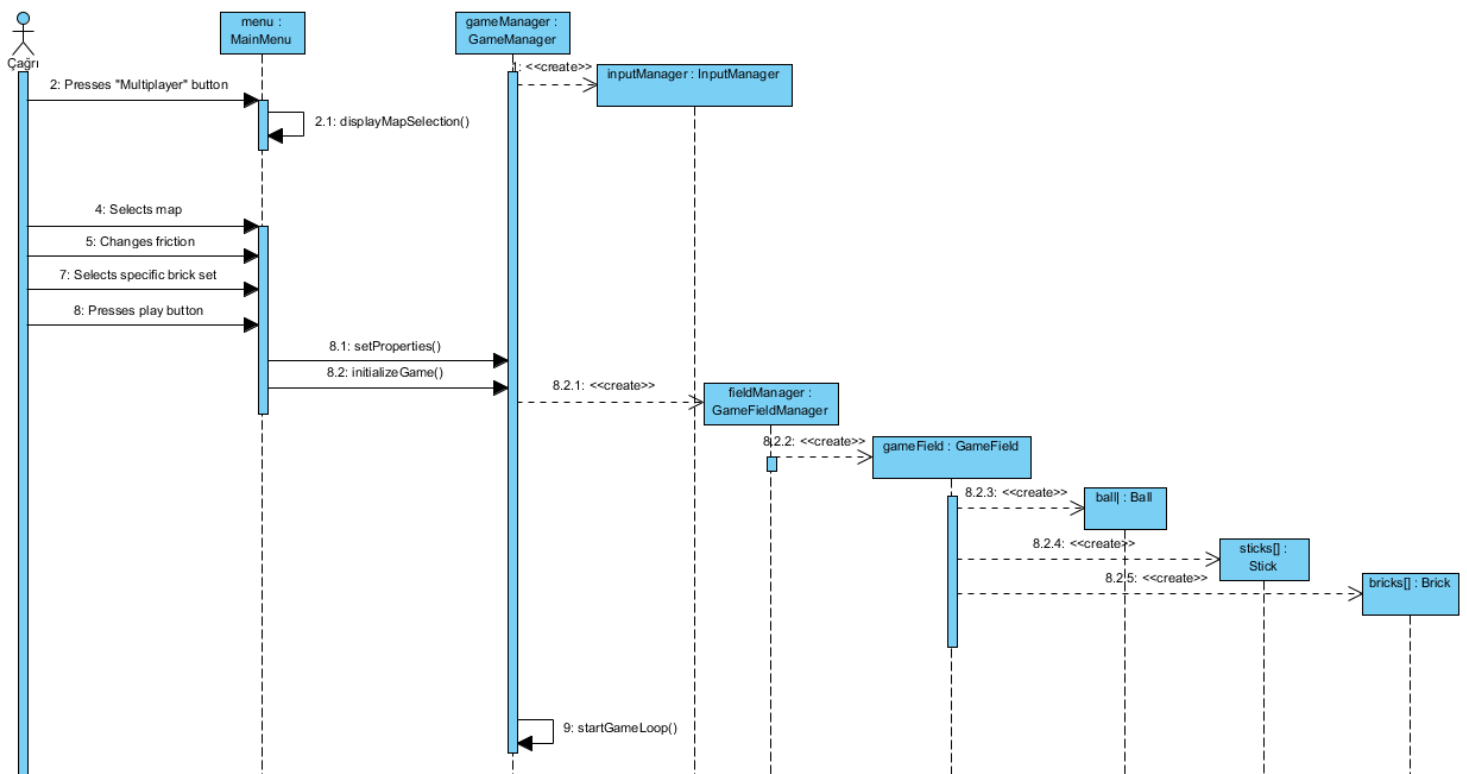 menu :
MainMenu
gameManager :
GameManager
Çağrı
1: <<create>>
inputManager : InputManager
2: Presses "Multiplayer" button
2.1: displayMapSelection()
4: Selects map
5: Changes friction
7: Selects specific brick set
8: Presses play button
8.1: setProperties()
8.2: initializeGame()
8.2.1: <<create>>
fieldManager :
GameFieldManager
8.2.2: <<create>>
gameField : GameField
8.2.3: <<create>>
ball| : Ball
8.2.4: <<create>>
sticks[] :
Stick
8.2.5: <<create>>
bricks[] : Brick
9: startGameLoop()